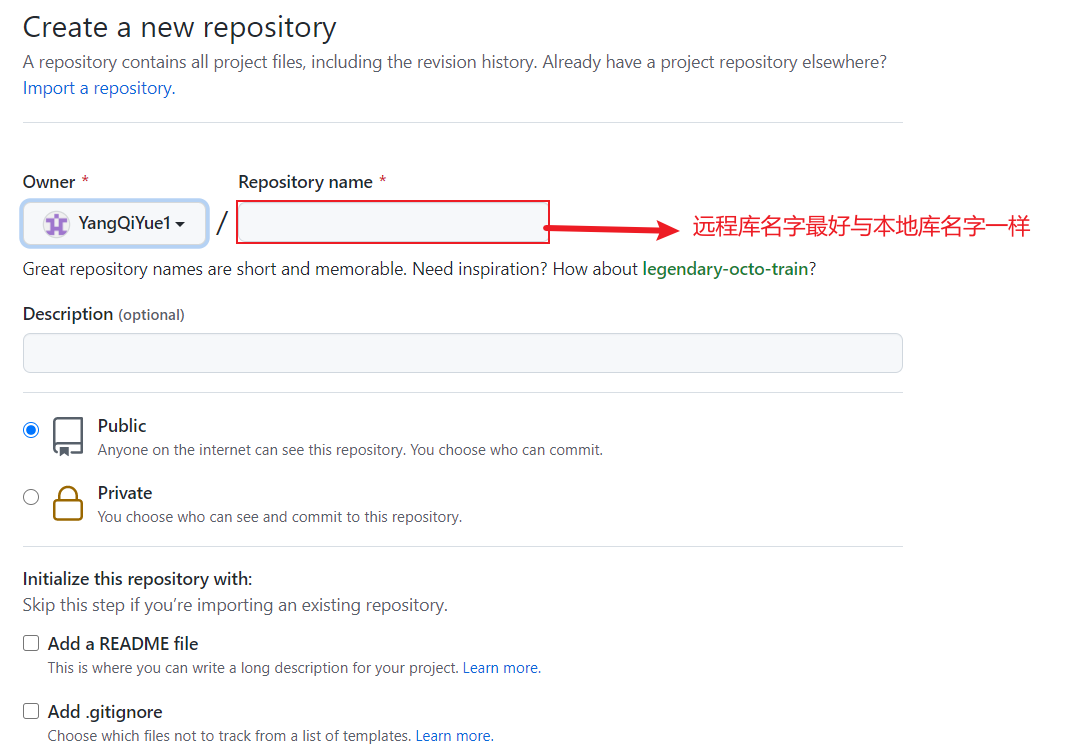 Create a new repository
A repository contains all project files, including the revision history. Already have a project repository elsewhere?
Import a repository.
Owner *
Repository name *
YangQiYue1
/
远程库名字最好与本地库名字一样
Great repository names are short and memorable. Need inspiration? How about legendary-octo-train?
Description (optional)
Public
Anyone on the internet can see this repository. You choose who can commit.
Private
You choose who can see and commit to this repository.
Initialize this repository with:
Skip this step if you’re importing an existing repository.
Add a README file
This is where you can write a long description for your project. Learn more.
Add .gitignore
Choose which files not to track from a list of templates. Learn more.